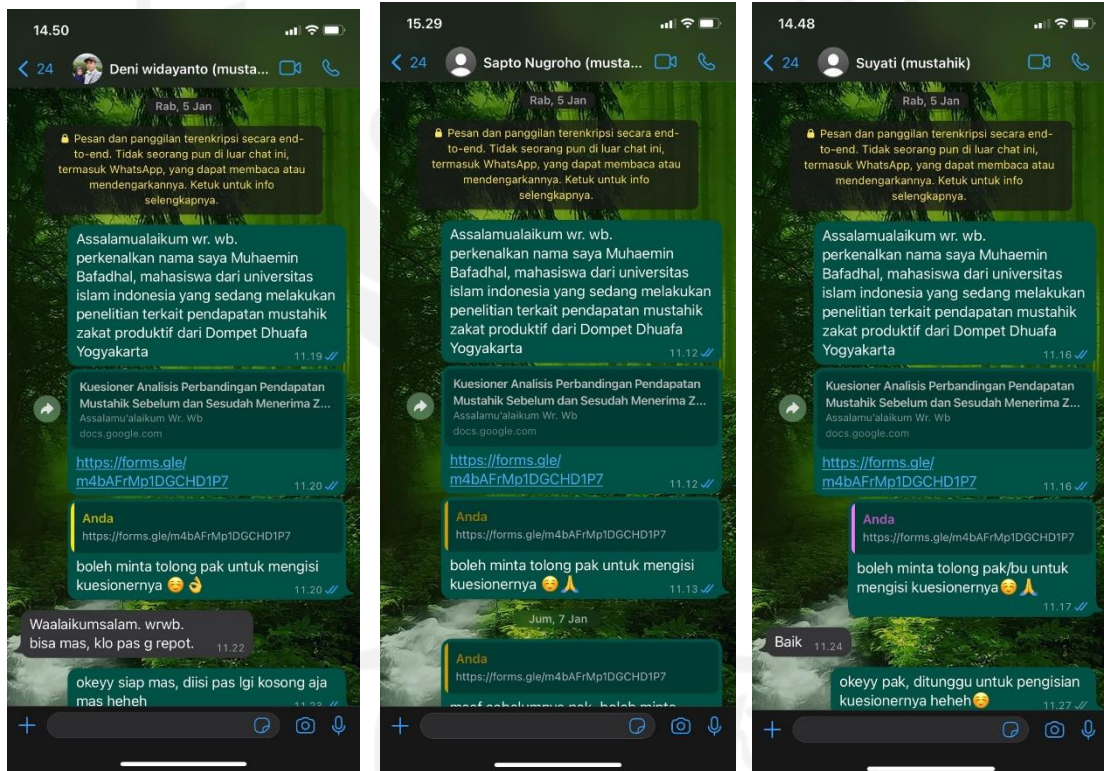 14.50
24
Deni widayanto (musta...
Rab, 5 Jan
Pesan dan panggilan terenkripsi secara end-
to-end. Tidak seorang pun di luar chat ini,
termasuk WhatsApp, yang dapat membaca atau
mendengarkannya. Ketuk untuk info
selengkapnya.
Assalamualaikum wr. wb.
perkenalkan nama saya Muhaemin
Bafadhal, mahasiswa dari universitas
islam indonesia yang sedang melakukan
penelitian terkait pendapatan mustahik
zakat produktif dari Dompet Dhuafa
Yogyakarta
11.19
Kuesioner Analisis Perbandingan Pendapatan
Mustahik Sebelum dan Sesudah Menerima Z...
Assalamu'alaikum Wr. Wb
docs.google.com
https://forms.gle/
m4bAFrMp1DGCHD1P7
11.20
Anda
https://forms.gle/m4bAFrMp1DGCHD1P7
boleh minta tolong pak untuk mengisi
kuesionernya ☺️👌
11.20
Waalaikumsalam. wrwb.
bisa mas, klo pas g repot.
11.22
okeyy siap mas, diisi pas lgi kosong aja
mas heheh
11.23
15.29
24
Sapto Nugroho (musta...
Rab, 5 Jan
Pesan dan panggilan terenkripsi secara end-
to-end. Tidak seorang pun di luar chat ini,
termasuk WhatsApp, yang dapat membaca atau
mendengarkannya. Ketuk untuk info
selengkapnya.
Assalamualaikum wr. wb.
perkenalkan nama saya Muhaemin
Bafadhal, mahasiswa dari universitas
islam indonesia yang sedang melakukan
penelitian terkait pendapatan mustahik
zakat produktif dari Dompet Dhuafa
Yogyakarta
11.12
Kuesioner Analisis Perbandingan Pendapatan
Mustahik Sebelum dan Sesudah Menerima Z...
Assalamu'alaikum Wr. Wb
docs.google.com
https://forms.gle/
m4bAFrMp1DGCHD1P7
11.12
Anda
https://forms.gle/m4bAFrMp1DGCHD1P7
boleh minta tolong pak untuk mengisi
kuesionernya ☺️🙏
11.13
Jum, 7 Jan
Anda
https://forms.gle/m4bAFrMp1DGCHD1P7
maaf sebelumnya pak, boleh minta
14.48
24
Suyati (mustahik)
Rab, 5 Jan
Pesan dan panggilan terenkripsi secara end-
to-end. Tidak seorang pun di luar chat ini,
termasuk WhatsApp, yang dapat membaca atau
mendengarkannya. Ketuk untuk info
selengkapnya.
Assalamualaikum wr. wb.
perkenalkan nama saya Muhaemin
Bafadhal, mahasiswa dari universitas
islam indonesia yang sedang melakukan
penelitian terkait pendapatan mustahik
zakat produktif dari Dompet Dhuafa
Yogyakarta
11.16
Kuesioner Analisis Perbandingan Pendapatan
Mustahik Sebelum dan Sesudah Menerima Z...
Assalamu'alaikum Wr. Wb
docs.google.com
https://forms.gle/
m4bAFrMp1DGCHD1P7
11.16
Anda
https://forms.gle/m4bAFrMp1DGCHD1P7
boleh minta tolong pak/bu untuk
mengisi kuesionernya☺️🙏
11.17
Baik
11.24
okeyy pak, ditunggu untuk pengisian
kuesionernya heheh☺️
11.27